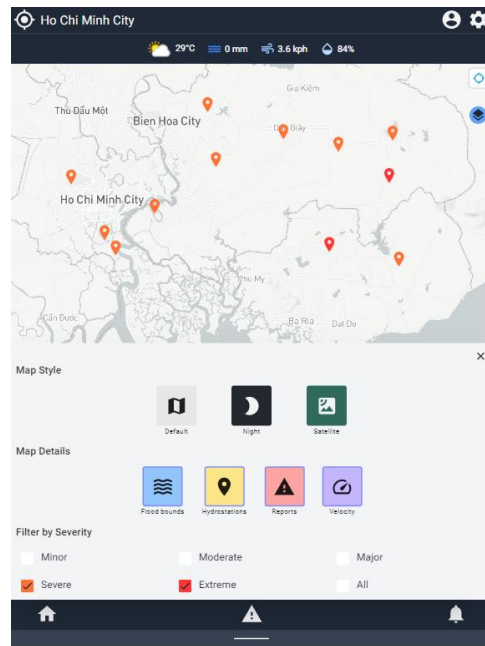 Ho Chi Minh City
29°C 0 mm 3.6 kph 84%
Gia Kiệm
Thủ Dầu Một
Bien Hoa City
Dầu Giây
Ho Chi Minh City
Phu My
Cần Đước
Ba Ria
Dat Do
×
Map Style
Default Night Satellite
Map Details
Flood bounds Hydrostations Reports Velocity
Filter by Severity
Minor Moderate Major
Severe Extreme All